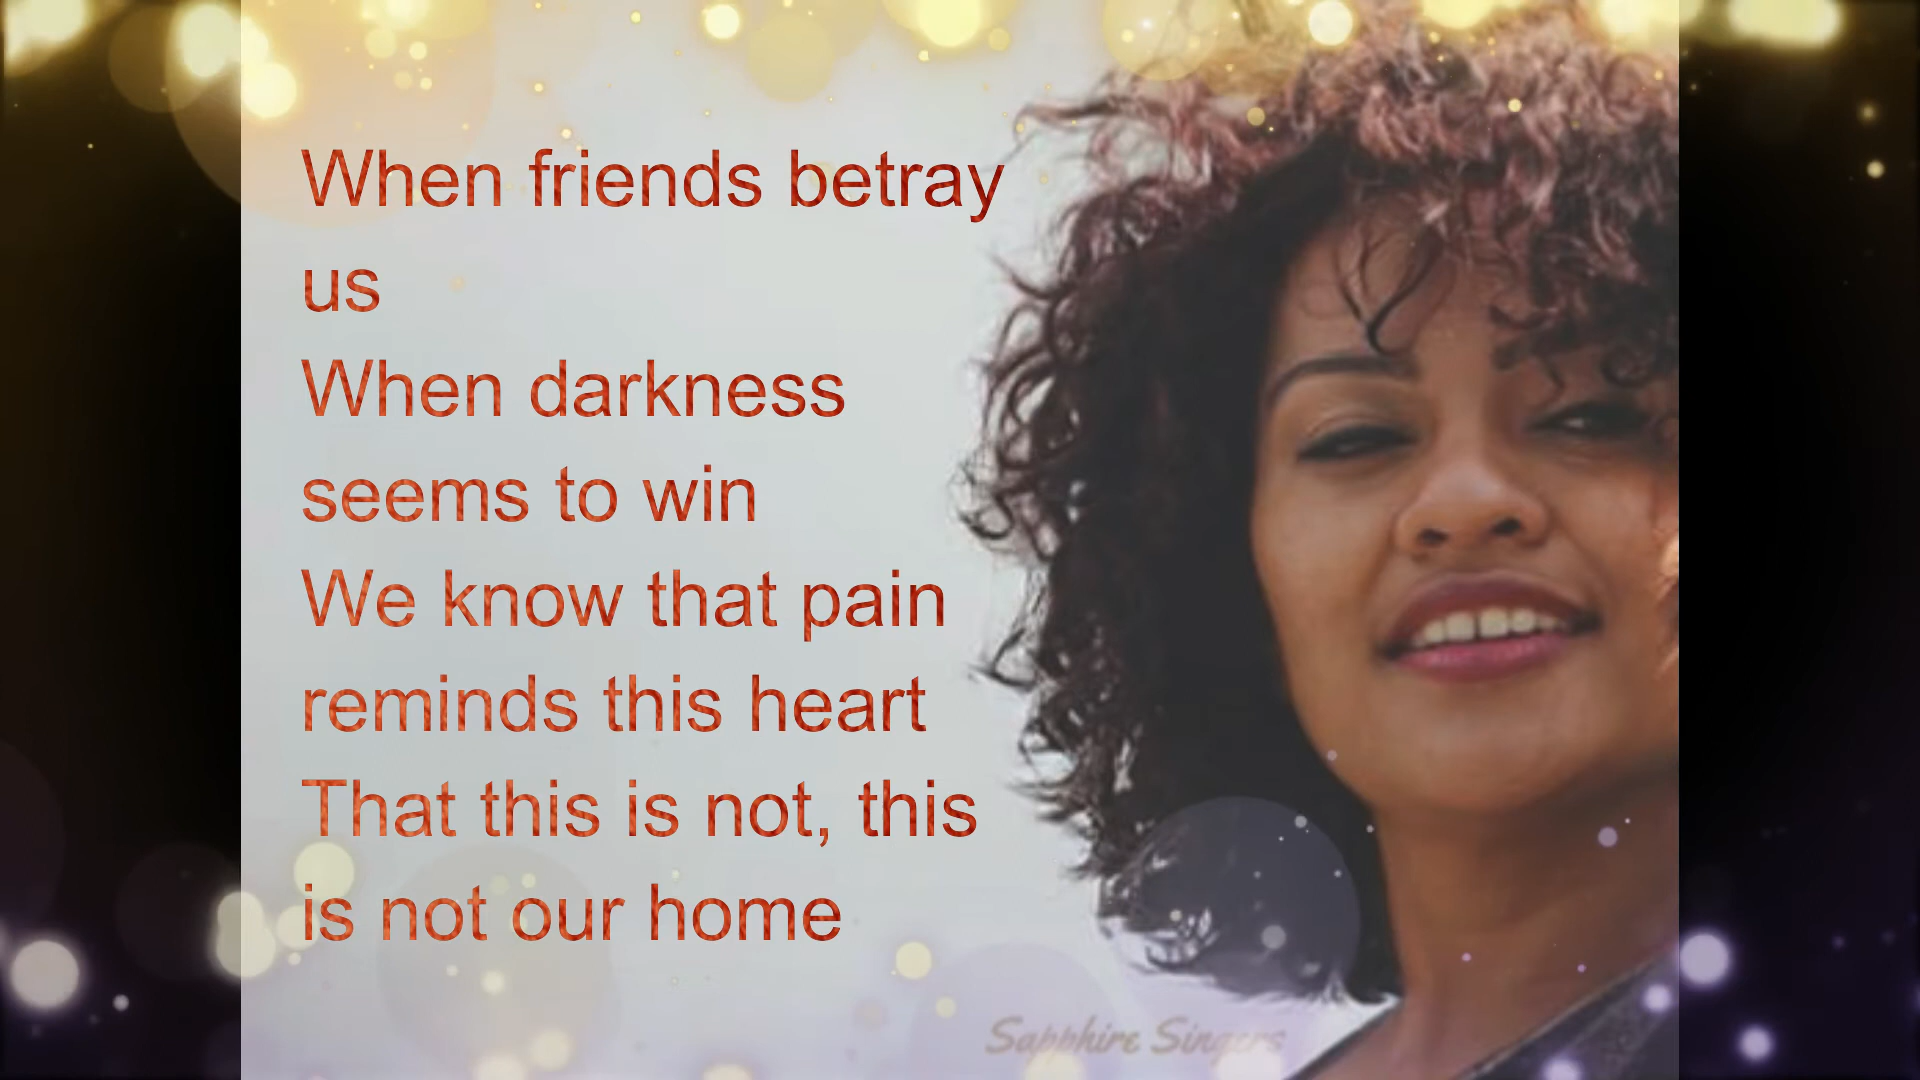 When friends betray
us
When darkness
seems to win
We know that pain
reminds this heart
That this is not, this
is not our home
Sapphire Singers